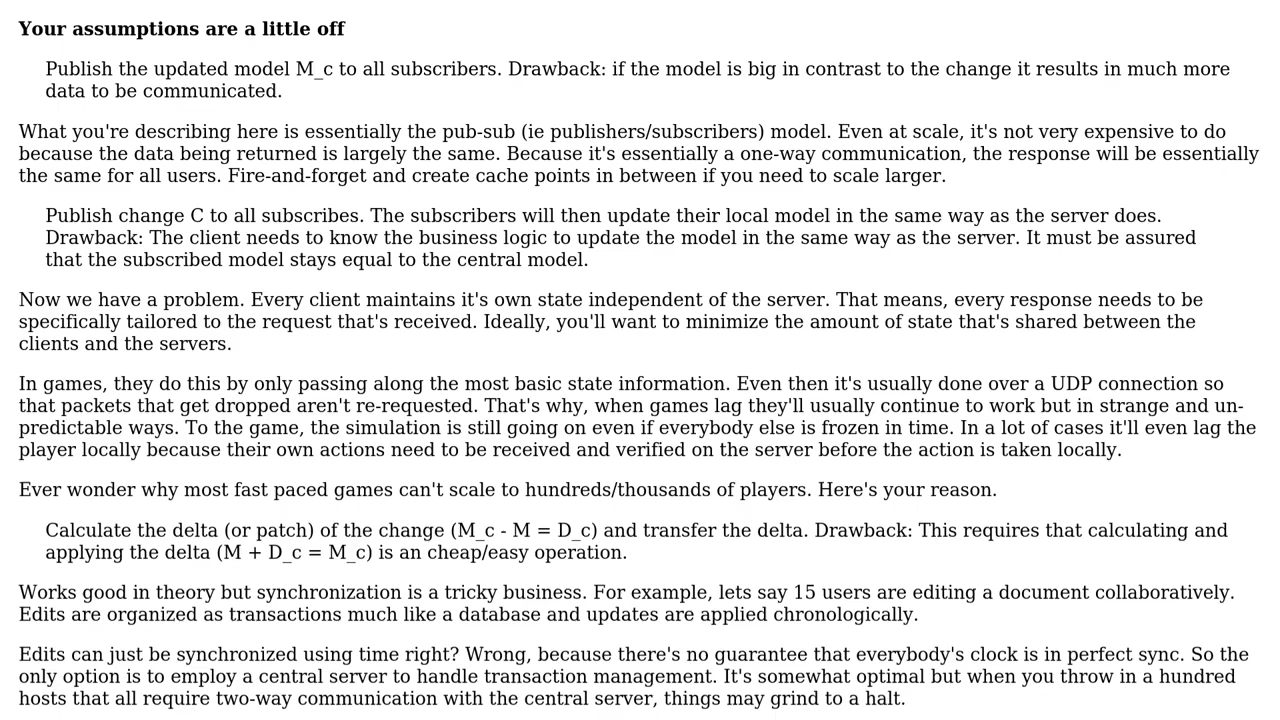 Your assumptions are a little off
Publish the updated model M_c to all subscribers. Drawback: if the model is big in contrast to the change it results in much more
data to be communicated.
What you're describing here is essentially the pub-sub (ie publishers/subscribers) model. Even at scale, it's not very expensive to do
because the data being returned is largely the same. Because it's essentially a one-way communication, the response will be essentially
the same for all users. Fire-and-forget and create cache points in between if you need to scale larger.
Publish change C to all subscribes. The subscribers will then update their local model in the same way as the server does.
Drawback: The client needs to know the business logic to update the model in the same way as the server. It must be assured
that the subscribed model stays equal to the central model.
Now we have a problem. Every client maintains it's own state independent of the server. That means, every response needs to be
specifically tailored to the request that's received. Ideally, you'll want to minimize the amount of state that's shared between the
clients and the servers.
In games, they do this by only passing along the most basic state information. Even then it's usually done over a UDP connection so
that packets that get dropped aren't re-requested. That's why, when games lag they'll usually continue to work but in strange and un-
predictable ways. To the game, the simulation is still going on even if everybody else is frozen in time. In a lot of cases it'll even lag the
player locally because their own actions need to be received and verified on the server before the action is taken locally.
Ever wonder why most fast paced games can't scale to hundreds/thousands of players. Here's your reason.
Calculate the delta (or patch) of the change (M_c - M = D_c) and transfer the delta. Drawback: This requires that calculating and
applying the delta (M + D_c = M_c) is an cheap/easy operation.
Works good in theory but synchronization is a tricky business. For example, lets say 15 users are editing a document collaboratively.
Edits are organized as transactions much like a database and updates are applied chronologically.
Edits can just be synchronized using time right? Wrong, because there's no guarantee that everybody's clock is in perfect sync. So the
only option is to employ a central server to handle transaction management. It's somewhat optimal but when you throw in a hundred
hosts that all require two-way communication with the central server, things may grind to a halt.